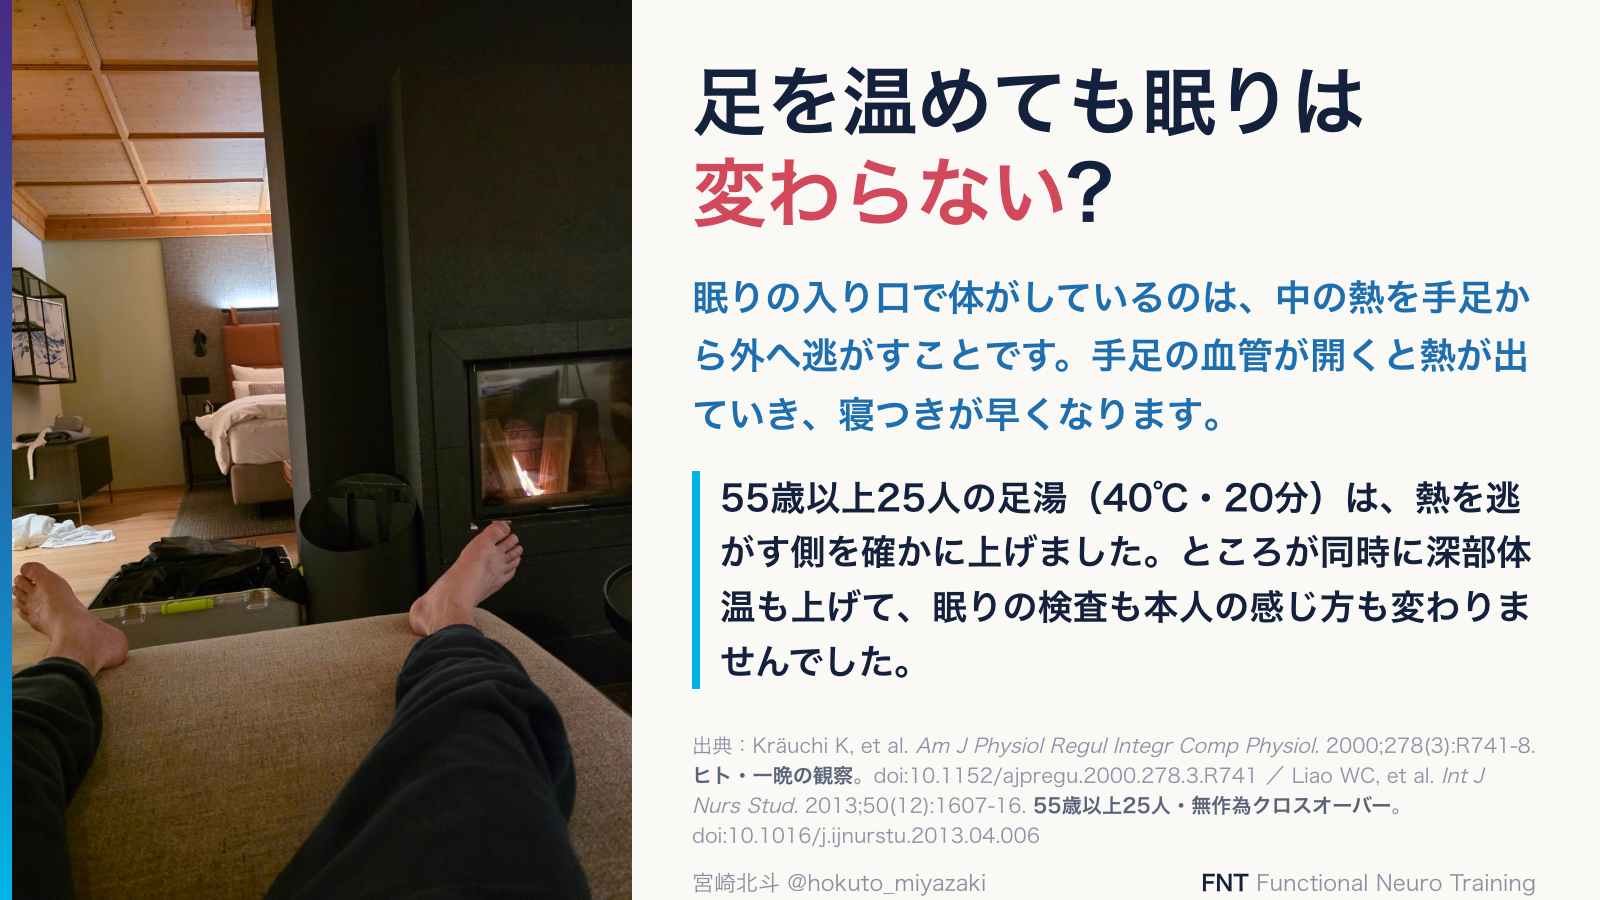 足を温めても眠りは
変わらない?
眠りの入り口で体がしているのは、中の熱を手足か
ら外へ逃がすことです。手足の血管が開くと熱が出
ていき、寝つきが早くなります。
55歳以上25人の足湯（40℃・20分）は、熱を逃
がす側を確かに上げました。ところが同時に深部体
温も上げて、眠りの検査も本人の感じ方も変わりま
せんでした。
出典：Kräuchi K, et al. Am J Physiol Regul Integr Comp Physiol. 2000;278(3):R741-8.
ヒト・一晩の観察。doi:10.1152/ajpregu.2000.278.3.R741 ／ Liao WC, et al. Int J
Nurs Stud. 2013;50(12):1607-16. 55歳以上25人・無作為クロスオーバー。
doi:10.1016/j.ijnurstu.2013.04.006
宮崎北斗 @hokuto_miyazaki
FNT Functional Neuro Training